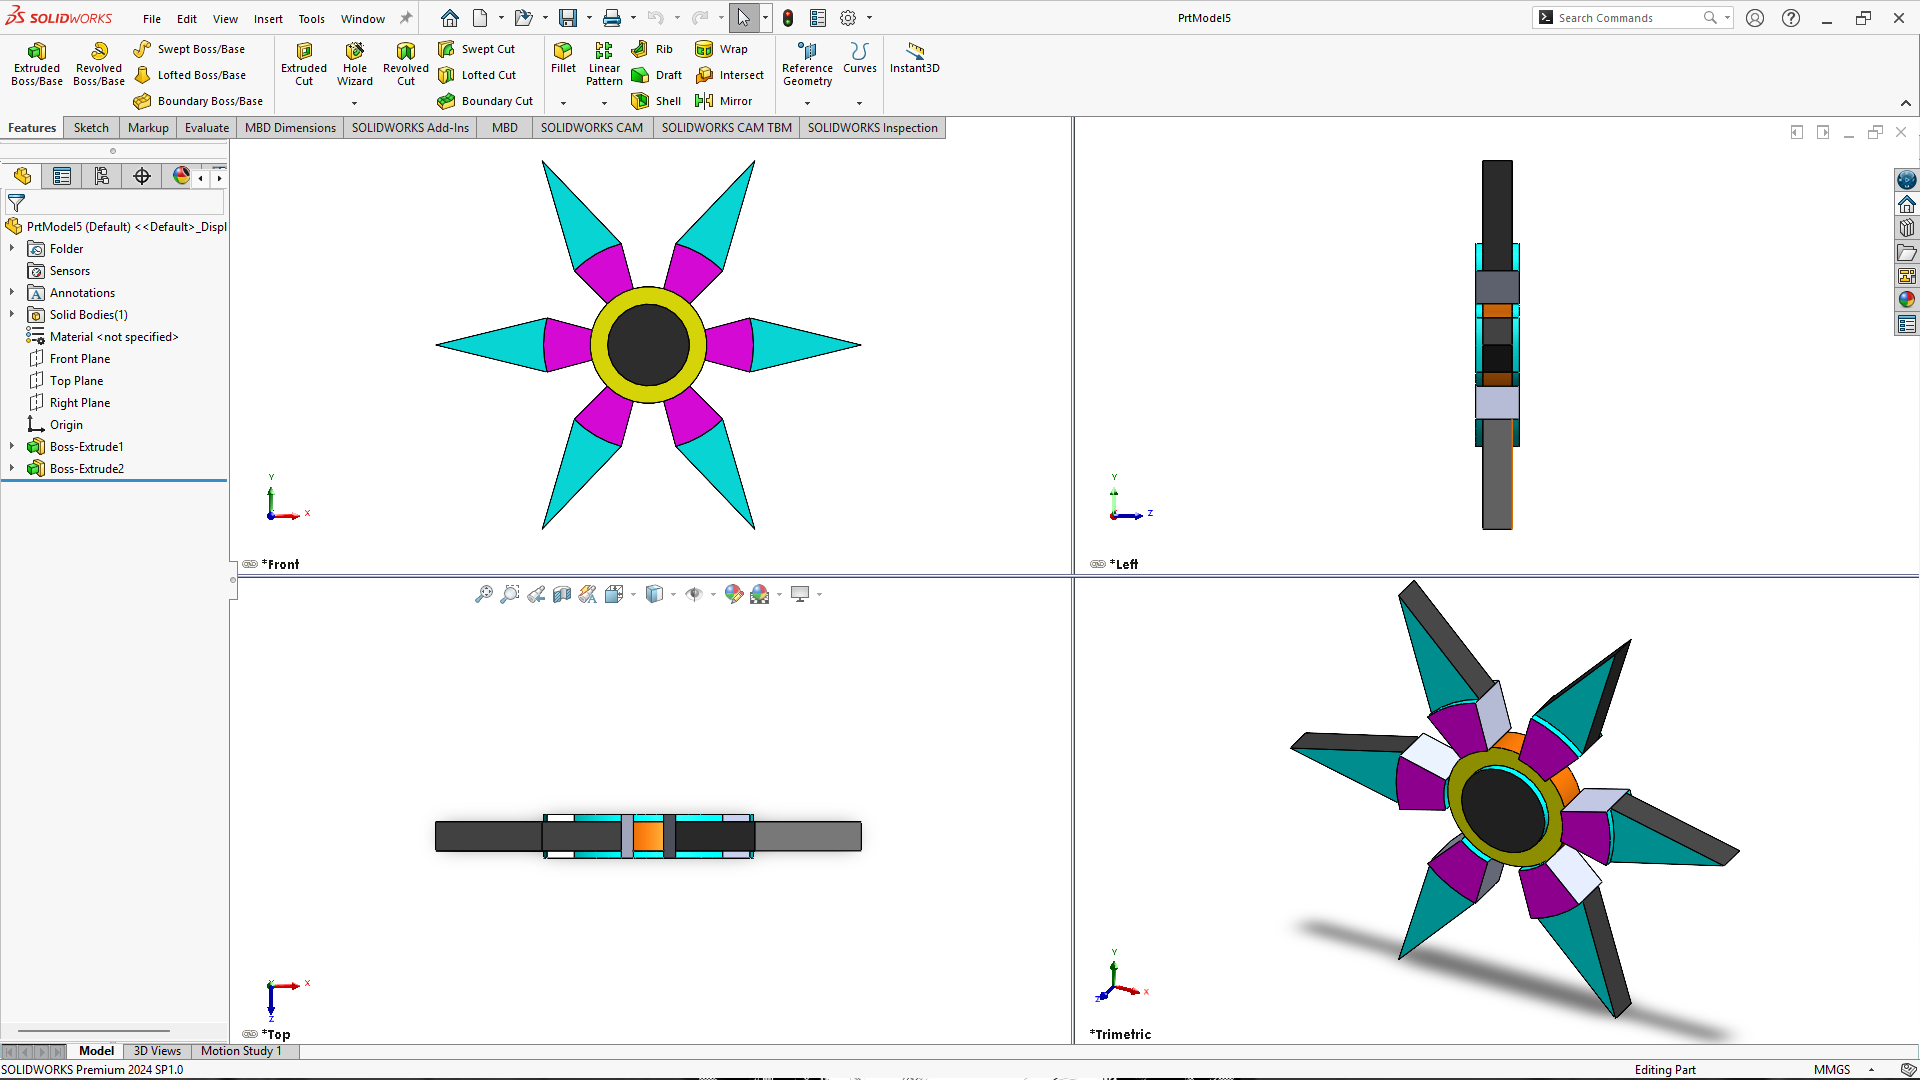 SOLIDWORKS File Edit View Insert Tools Window PrtModel5 Search Commands
Extruded Boss/Base
Revolved Boss/Base
Swept Boss/Base
Lofted Boss/Base
Boundary Boss/Base
Extruded Cut
Hole Wizard
Revolved Cut
Swept Cut
Lofted Cut
Boundary Cut
Fillet
Linear Pattern
Rib
Draft
Shell
Wrap
Intersect
Mirror
Reference Geometry
Curves
Instant3D
Features Sketch Markup Evaluate MBD Dimensions SOLIDWORKS Add-Ins MBD SOLIDWORKS CAM SOLIDWORKS CAM TBM SOLIDWORKS Inspection
PrtModel5 (Default) <<Default>_Displ
Folder
Sensors
Annotations
Solid Bodies(1)
Material <not specified>
Front Plane
Top Plane
Right Plane
Origin
Boss-Extrude1
Boss-Extrude2
Y
X
*Front
Y
Z
*Left
X
Z
*Top
Y
X
Z
*Trimetric
Model 3D Views Motion Study 1
SOLIDWORKS Premium 2024 SP1.0 Editing Part MMGS